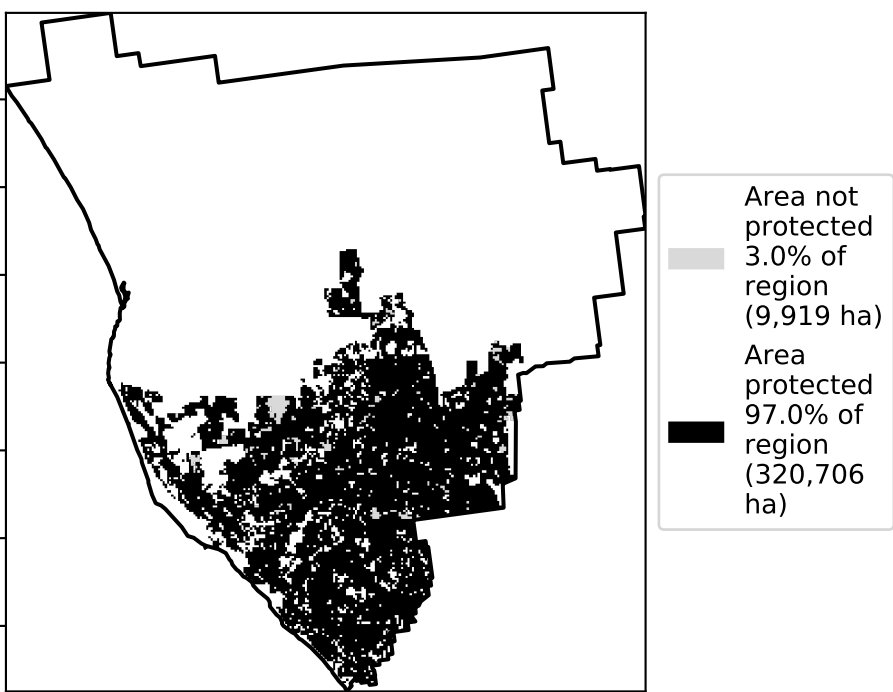 Area not
protected
3.0% of
region
(9,919 ha)
Area
protected
97.0% of
region
(320,706
ha)